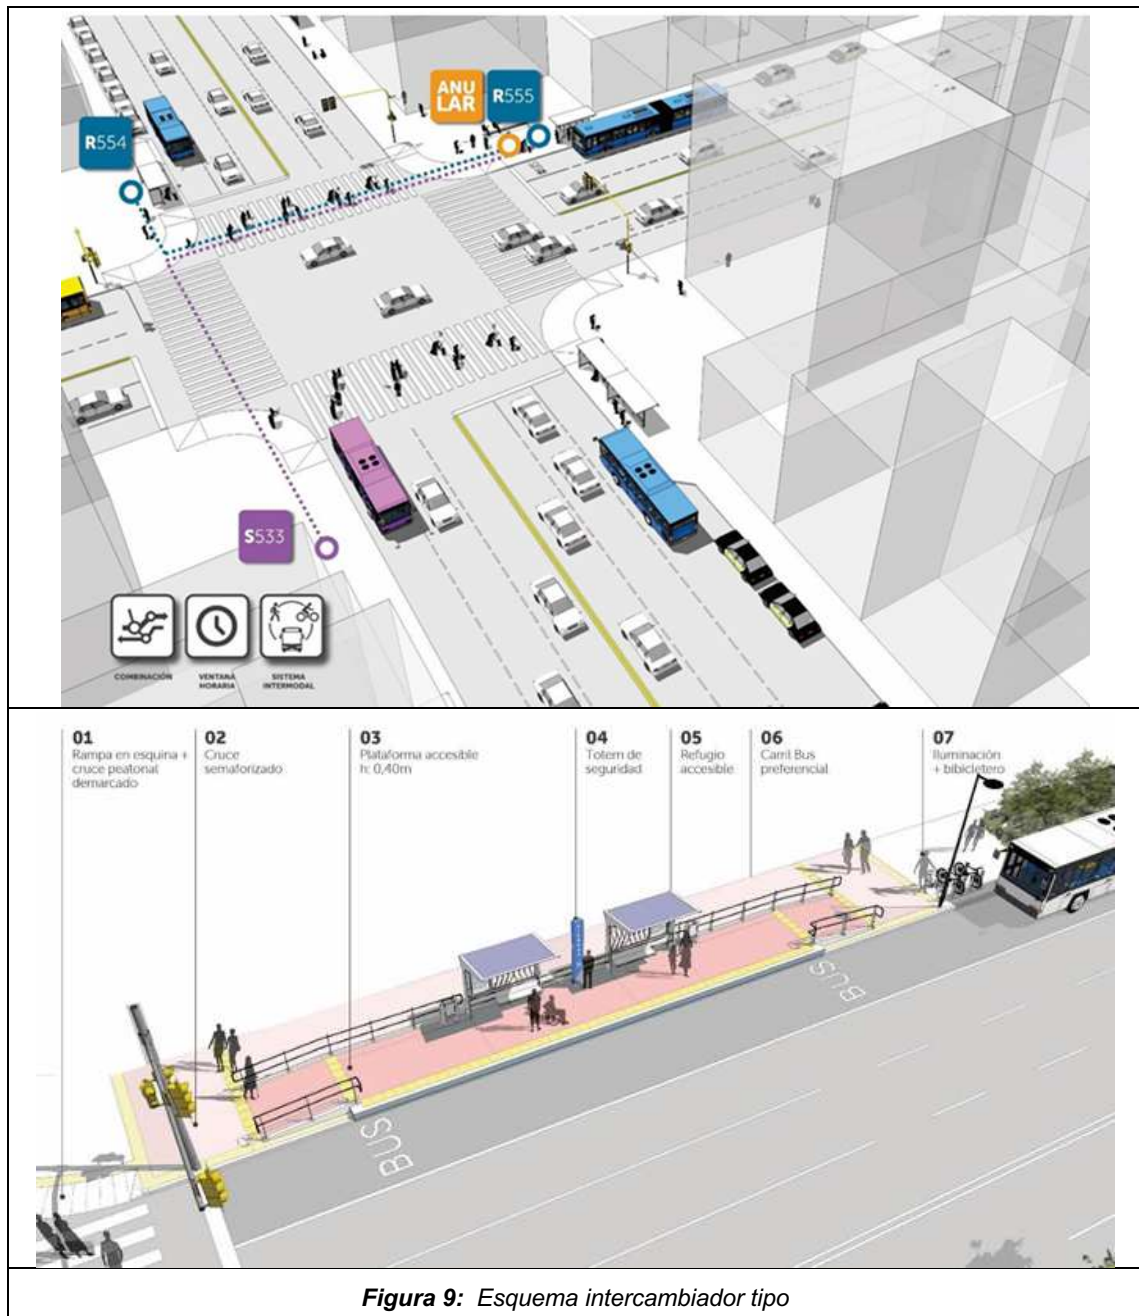 ANU
LAR
R555
R554
S533
COMBINACIÓN
VENTANA
HORARIA
SISTEMA
INTERMODAL
01
Rampa en esquina +
cruce peatonal
demarcado
02
Cruce
semaforizado
03
Plataforma accesible
h: 0,40m
04
Totem de
seguridad
05
Refugio
accesible
06
Carril Bus
preferencial
07
Iluminación
+ bibicletero
BUS
BUS
Figura 9: Esquema intercambiador tipo